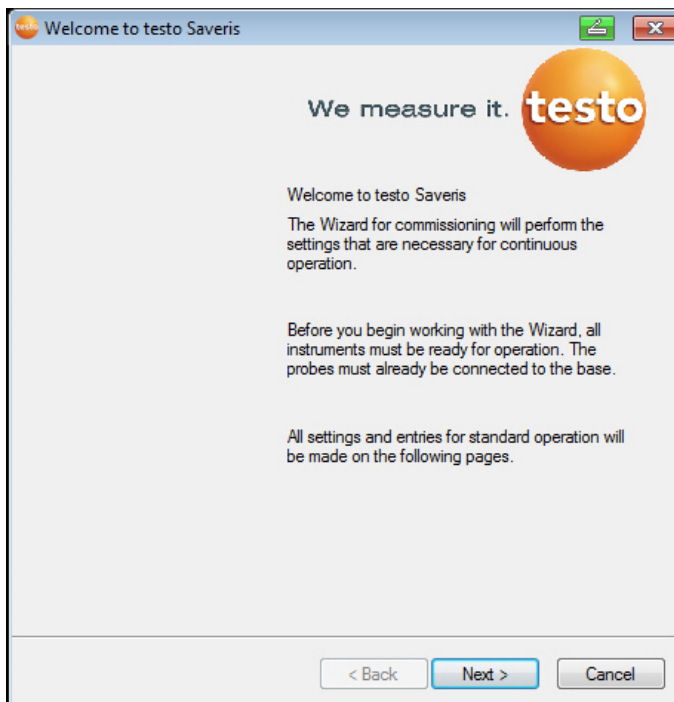 testo Welcome to testo Saveris
We measure it. testo
Welcome to testo Saveris
The Wizard for commissioning will perform the
settings that are necessary for continuous
operation.
Before you begin working with the Wizard, all
instruments must be ready for operation. The
probes must already be connected to the base.
All settings and entries for standard operation will
be made on the following pages.
< Back Next > Cancel